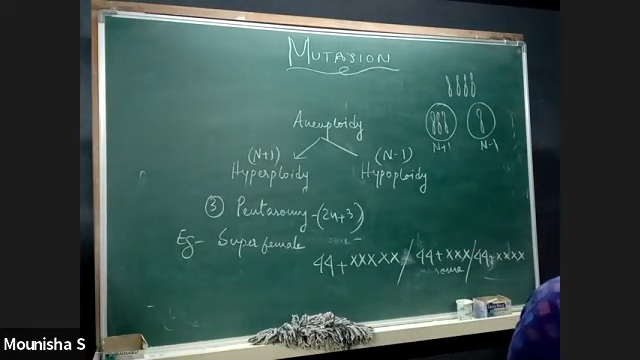 MUTATION
Aneuploidy
(N+1) (N-1)
Hyperploidy Hypoploidy
N+1 N-1
③ Pentasomy-(2n+3)
Eg- Super female
44+XXXXX/44+XXX/44+XXXX
Mounisha S